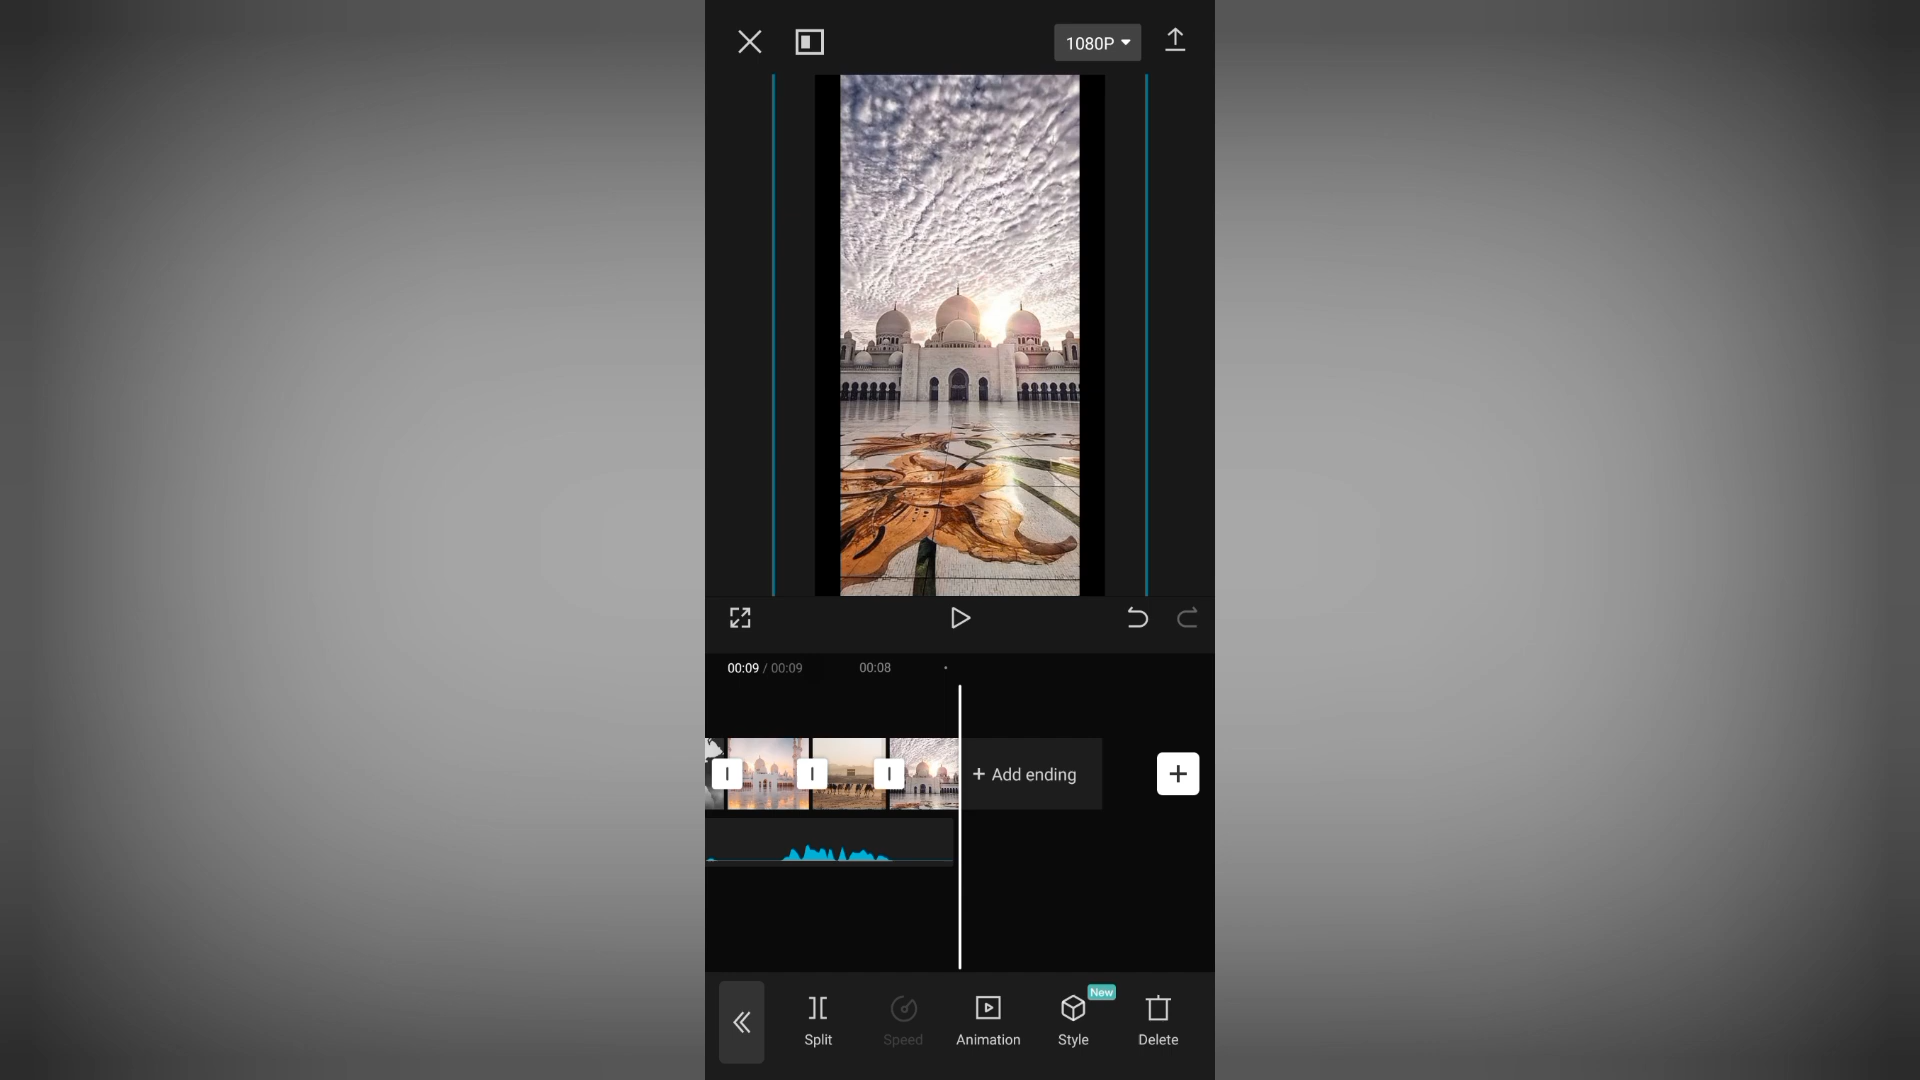 1080P
00:09 / 00:09
00:08
+ Add ending
New
Split
Speed
Animation
Style
Delete